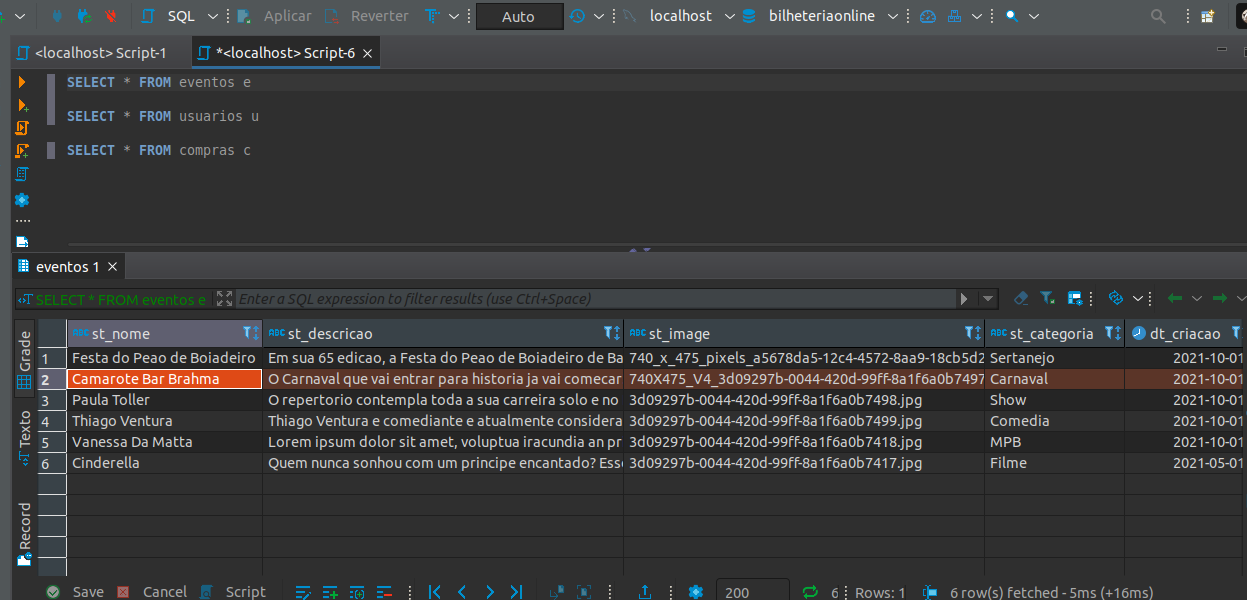 SQL Aplicar Reverter Auto localhost bilheteriaonline
<localhost> Script-1 *<localhost> Script-6
SELECT * FROM eventos e
SELECT * FROM usuarios u
SELECT * FROM compras c
eventos 1
SELECT * FROM eventos e Enter a SQL expression to filter results (use Ctrl+Space)
Grade
Texto
Record
ABC st_nome ABC st_descricao ABC st_image ABC st_categoria dt_criacao
1 Festa do Peao de Boiadeiro Em sua 65 edicao, a Festa do Peao de Boiadeiro de Ba 740_x_475_pixels_a5678da5-12c4-4572-8aa9-18cb5d2 Sertanejo 2021-10-01
2 Camarote Bar Brahma O Carnaval que vai entrar para historia ja vai comecar 740X475_V4_3d09297b-0044-420d-99ff-8a1f6a0b7497 Carnaval 2021-10-01
3 Paula Toller O repertorio contempla toda a sua carreira solo e no 3d09297b-0044-420d-99ff-8a1f6a0b7498.jpg Show 2021-10-01
4 Thiago Ventura Thiago Ventura e comediante e atualmente considera 3d09297b-0044-420d-99ff-8a1f6a0b7499.jpg Comedia 2021-10-01
5 Vanessa Da Matta Lorem ipsum dolor sit amet, voluptua iracundia an pr 3d09297b-0044-420d-99ff-8a1f6a0b7418.jpg MPB 2021-10-01
6 Cinderella Quem nunca sonhou com um principe encantado? Esse 3d09297b-0044-420d-99ff-8a1f6a0b7417.jpg Filme 2021-05-01
Save Cancel Script 200 6 Rows: 1 6 row(s) fetched - 5ms (+16ms)